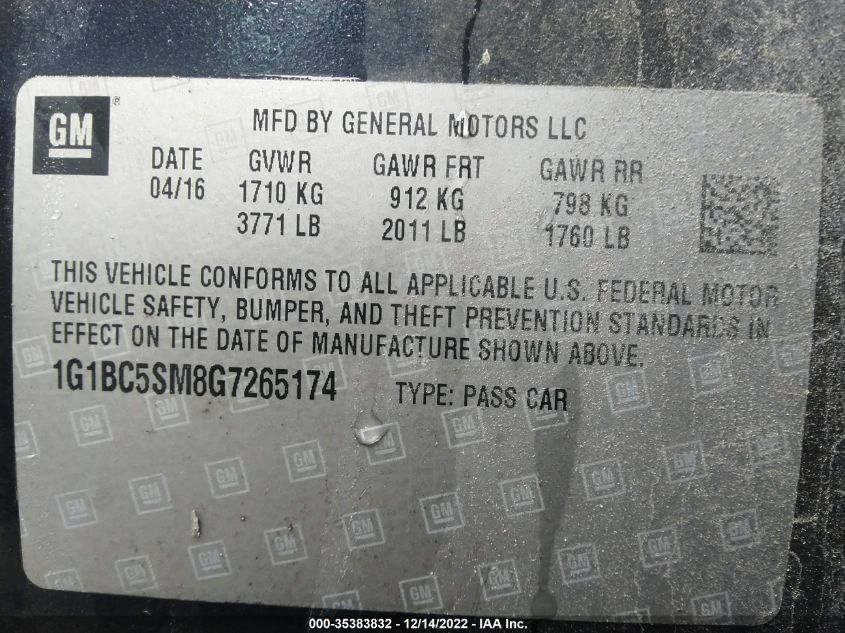 GM ®
MFD BY GENERAL MOTORS LLC
DATE GVWR GAWR FRT GAWR RR
04/16 1710 KG 912 KG 798 KG
3771 LB 2011 LB 1760 LB
THIS VEHICLE CONFORMS TO ALL APPLICABLE U.S. FEDERAL MOTOR
VEHICLE SAFETY, BUMPER, AND THEFT PREVENTION STANDARDS IN
EFFECT ON THE DATE OF MANUFACTURE SHOWN ABOVE.
1G1BC5SM8G7265174 TYPE: PASS CAR
000-35383832 - 12/14/2022 - IAA Inc.